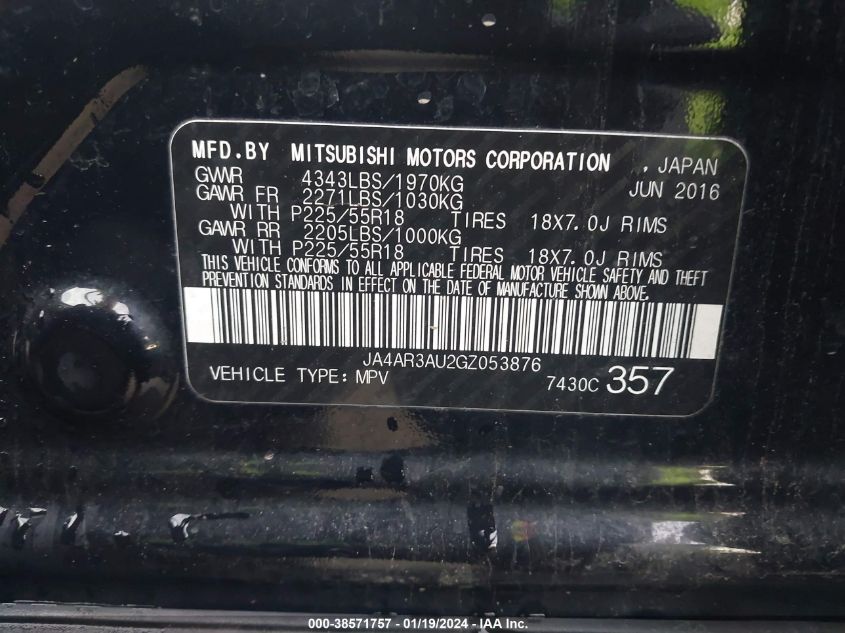 MFD.BY MITSUBISHI MOTORS CORPORATION , JAPAN
GVWR 4343LBS/1970KG JUN 2016
GAWR FR 2271LBS/1030KG
WITH P225/55R18 TIRES 18X7.0J RIMS
GAWR RR 2205LBS/1000KG
WITH P225/55R18 TIRES 18X7.0J RIMS
THIS VEHICLE CONFORMS TO ALL APPLICABLE FEDERAL MOTOR VEHICLE SAFETY AND THEFT
PREVENTION STANDARDS IN EFFECT ON THE DATE OF MANUFACTURE SHOWN ABOVE.
JA4AR3AU2GZ053876
VEHICLE TYPE: MPV 7430C 357
000-38571757 - 01/19/2024 - IAA Inc.